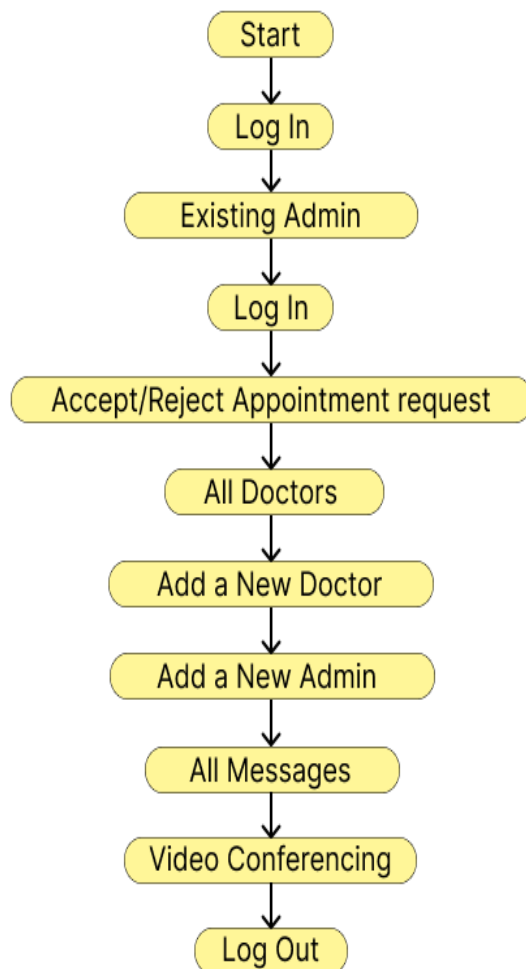 Start
Log In
Existing Admin
Log In
Accept/Reject Appointment request
All Doctors
Add a New Doctor
Add a New Admin
All Messages
Video Conferencing
Log Out